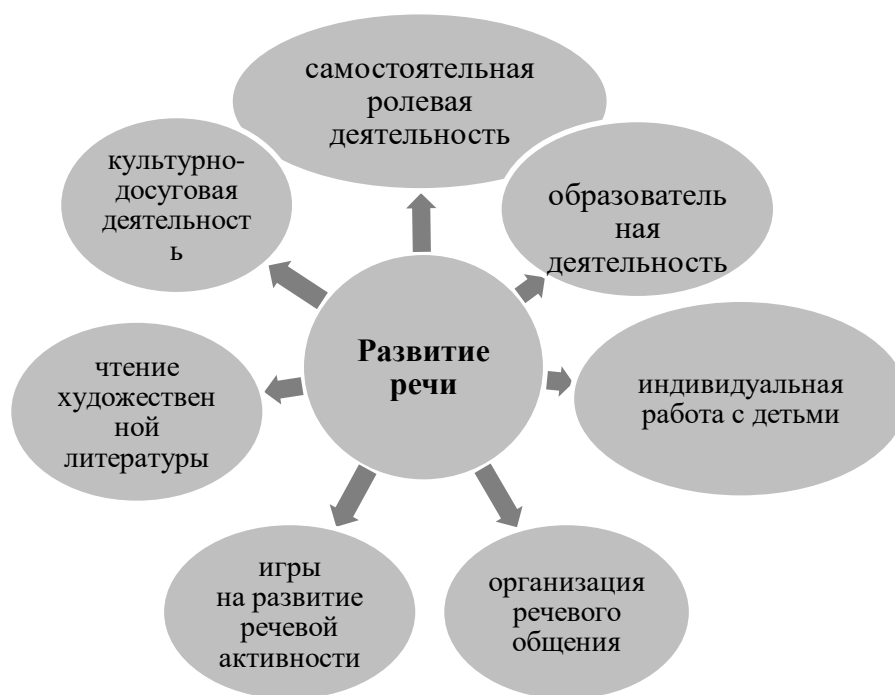 самостоятельная
ролевая
деятельность
культурно-
досуговая
деятельност
ь
образователь
ная
деятельность
Развитие
речи
индивидуальная
работа с детьми
чтение
художествен
ной
литературы
игры
на развитие
речевой
активности
организация
речевого
общения